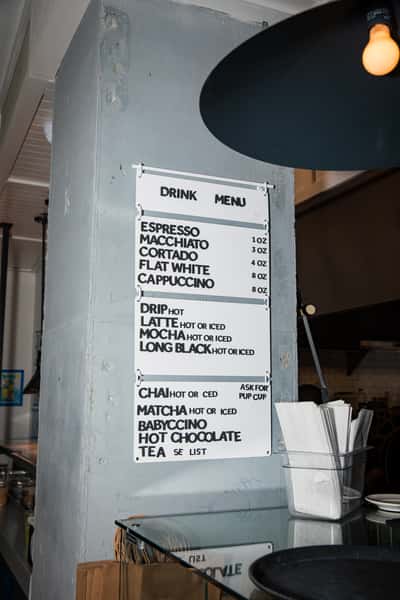 DRINK MENU
ESPRESSO 1 OZ
MACCHIATO 3 OZ
CORTADO 4 OZ
FLAT WHITE 8 OZ
CAPPUCCINO 8 OZ
DRIP HOT
LATTE HOT OR ICED
MOCHA HOT OR ICED
LONG BLACK HOT OR ICED
CHAI HOT OR CED
ASK FOR
PUP CUP
MATCHA HOT OR ICED
BABYCCINO
HOT CHOCOLATE
TEA SE LIST